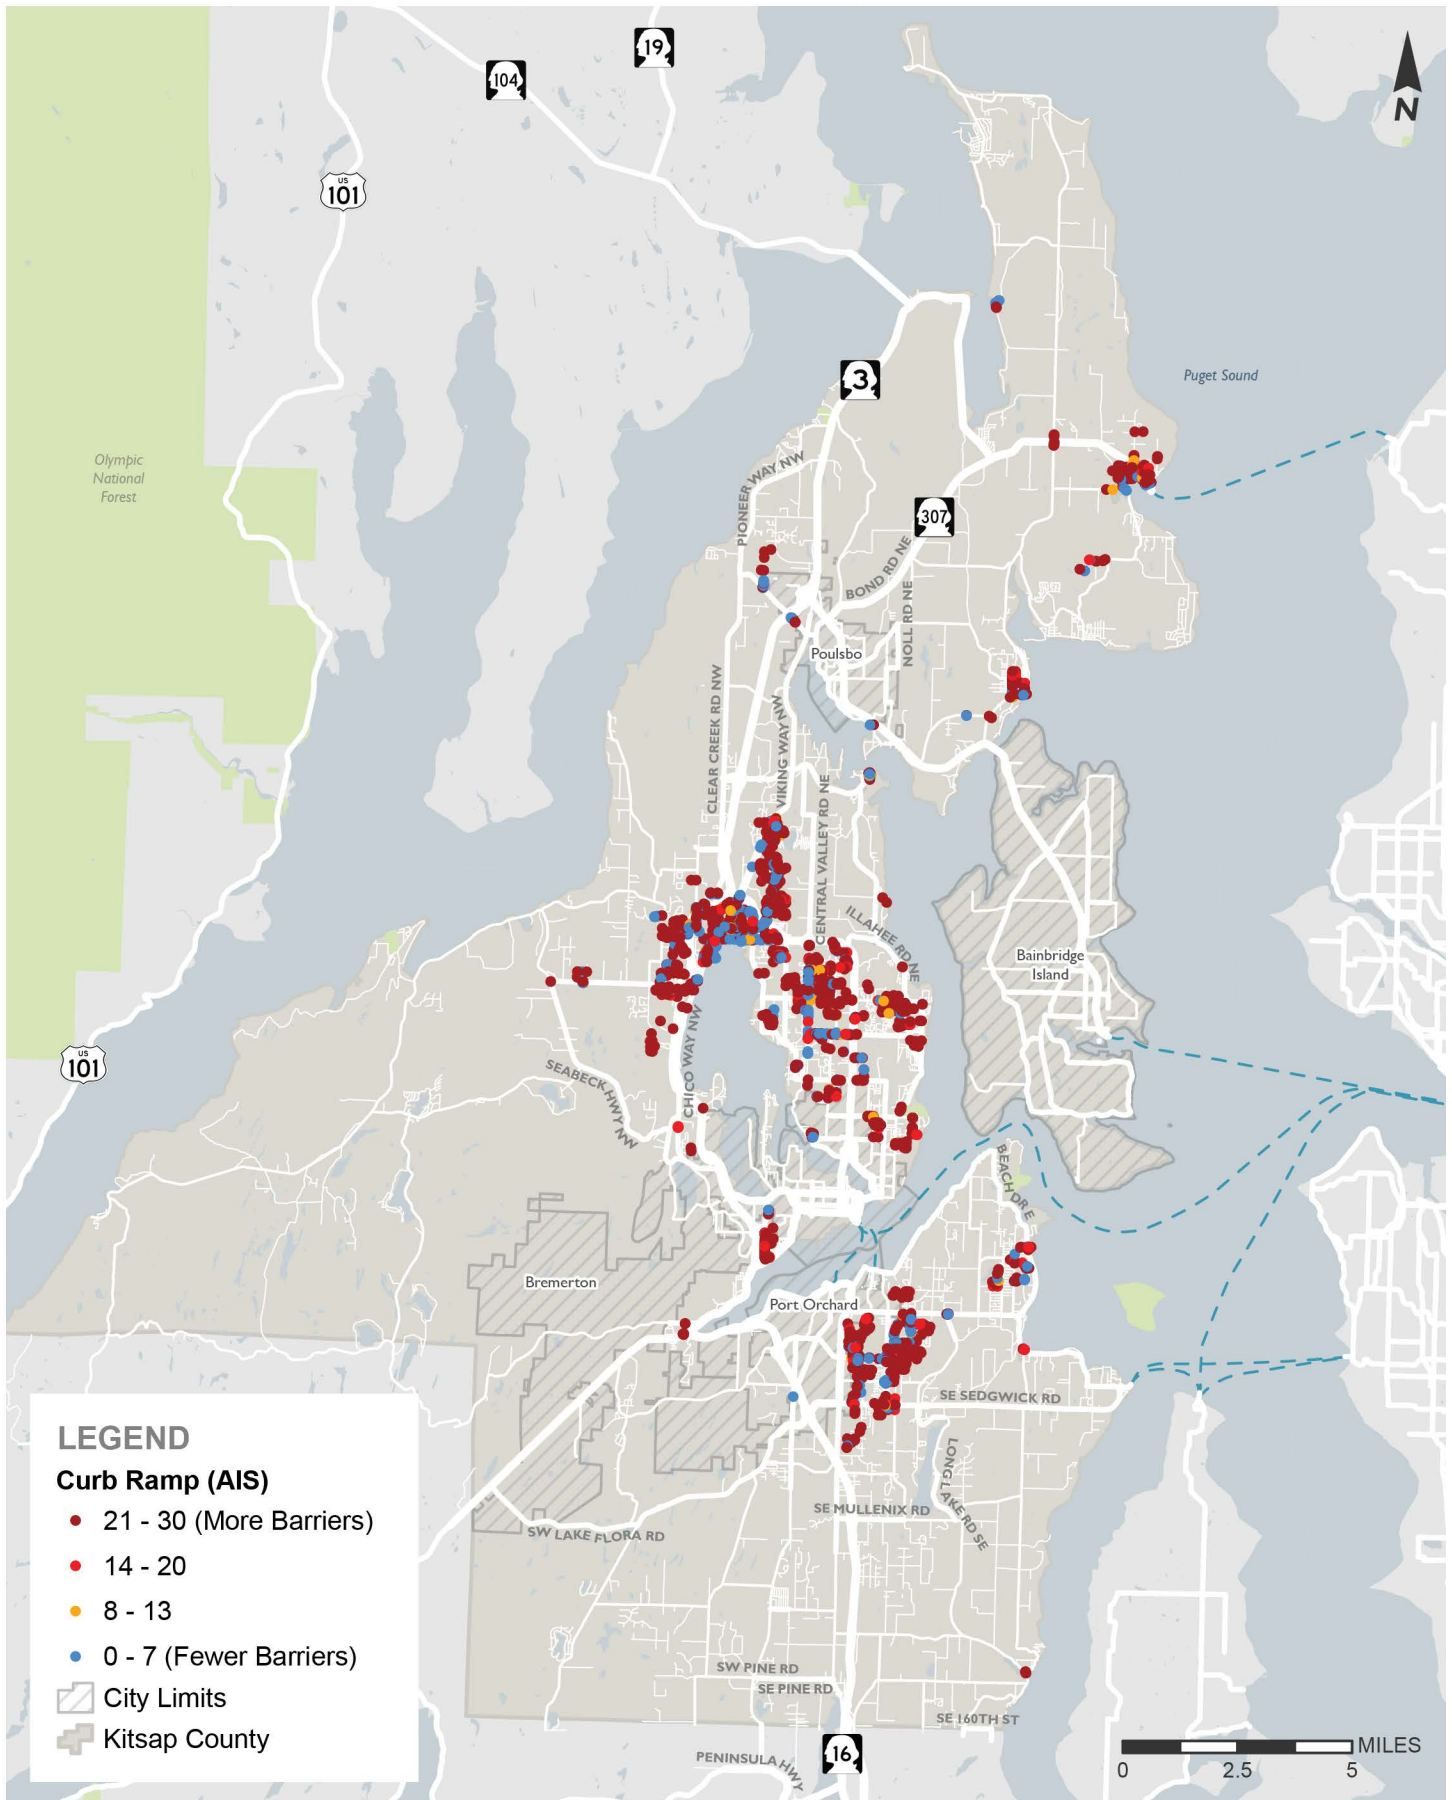 19
104
N
US
101
3
Puget Sound
Olympic
National
Forest
PIONEER WAY NW
307
BOND RD NE
NOLL RD NE
Poulsbo
CLEAR CREEK RD NW
VIKING WAY NW
CENTRAL VALLEY RD NE
ILLAHEE RD NE
Bainbridge
Island
CHICO WAY NW
US
101
SEABECK HWY NW
BEACH DR E
Bremerton
Port Orchard
SE SEDGWICK RD
LONG LAKE RD SE
SE MULLENIX RD
SW LAKE FLORA RD
SW PINE RD
SE PINE RD
SE 160TH ST
PENINSULA HWY
16
LEGEND
Curb Ramp (AIS)
21 - 30 (More Barriers)
14 - 20
8 - 13
0 - 7 (Fewer Barriers)
City Limits
Kitsap County
MILES
0 2.5 5